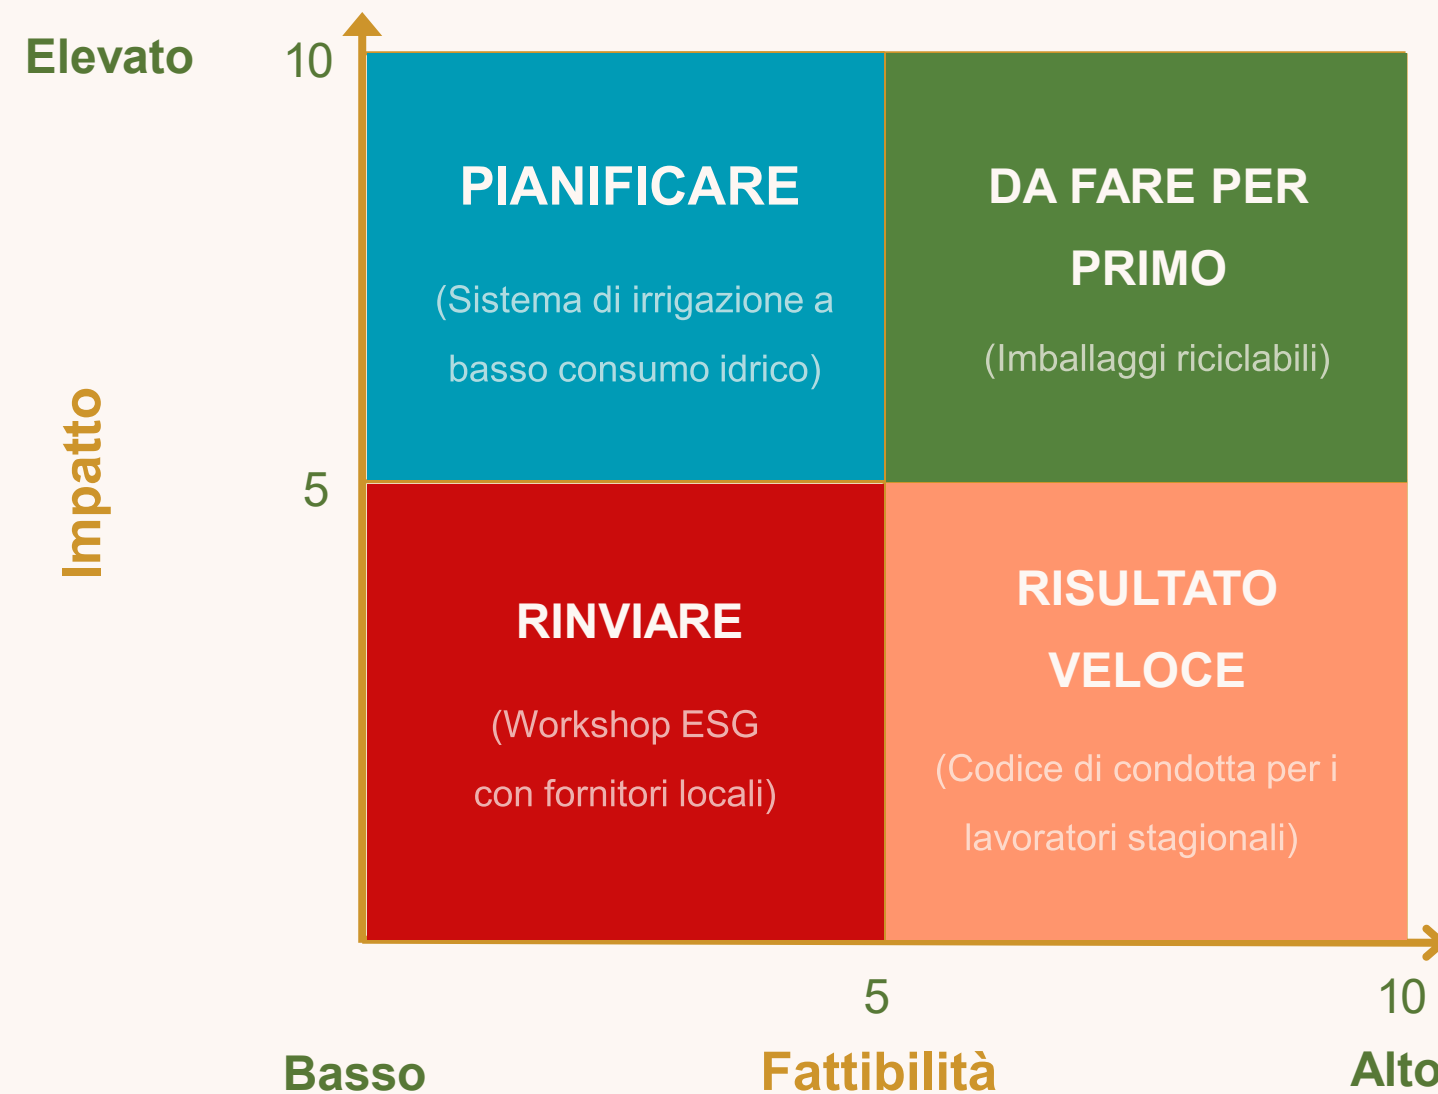 Elevato
10
PIANIFICARE
(Sistema di irrigazione a
basso consumo idrico)
DA FARE PER
PRIMO
(Imballaggi riciclabili)
Impatto
5
RINVIARE
(Workshop ESG
con fornitori locali)
RISULTATO
VELOCE
(Codice di condotta per i
lavoratori stagionali)
5
10
Basso
Fattibilità
Alto